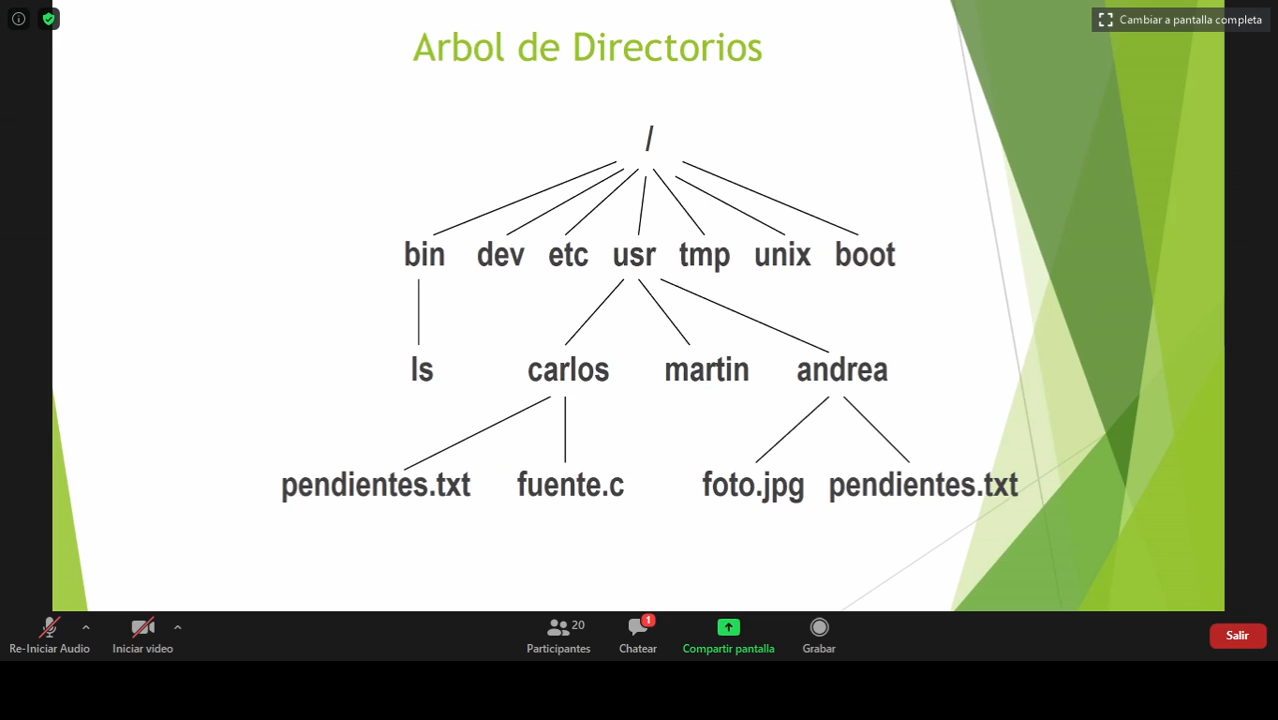 Cambiar a pantalla completa
Arbol de Directorios
/
bin dev etc usr tmp unix boot
ls carlos martin andrea
pendientes.txt fuente.c foto.jpg pendientes.txt
20
1
Re-Iniciar Audio Iniciar video Participantes Chatear Compartir pantalla Grabar Salir